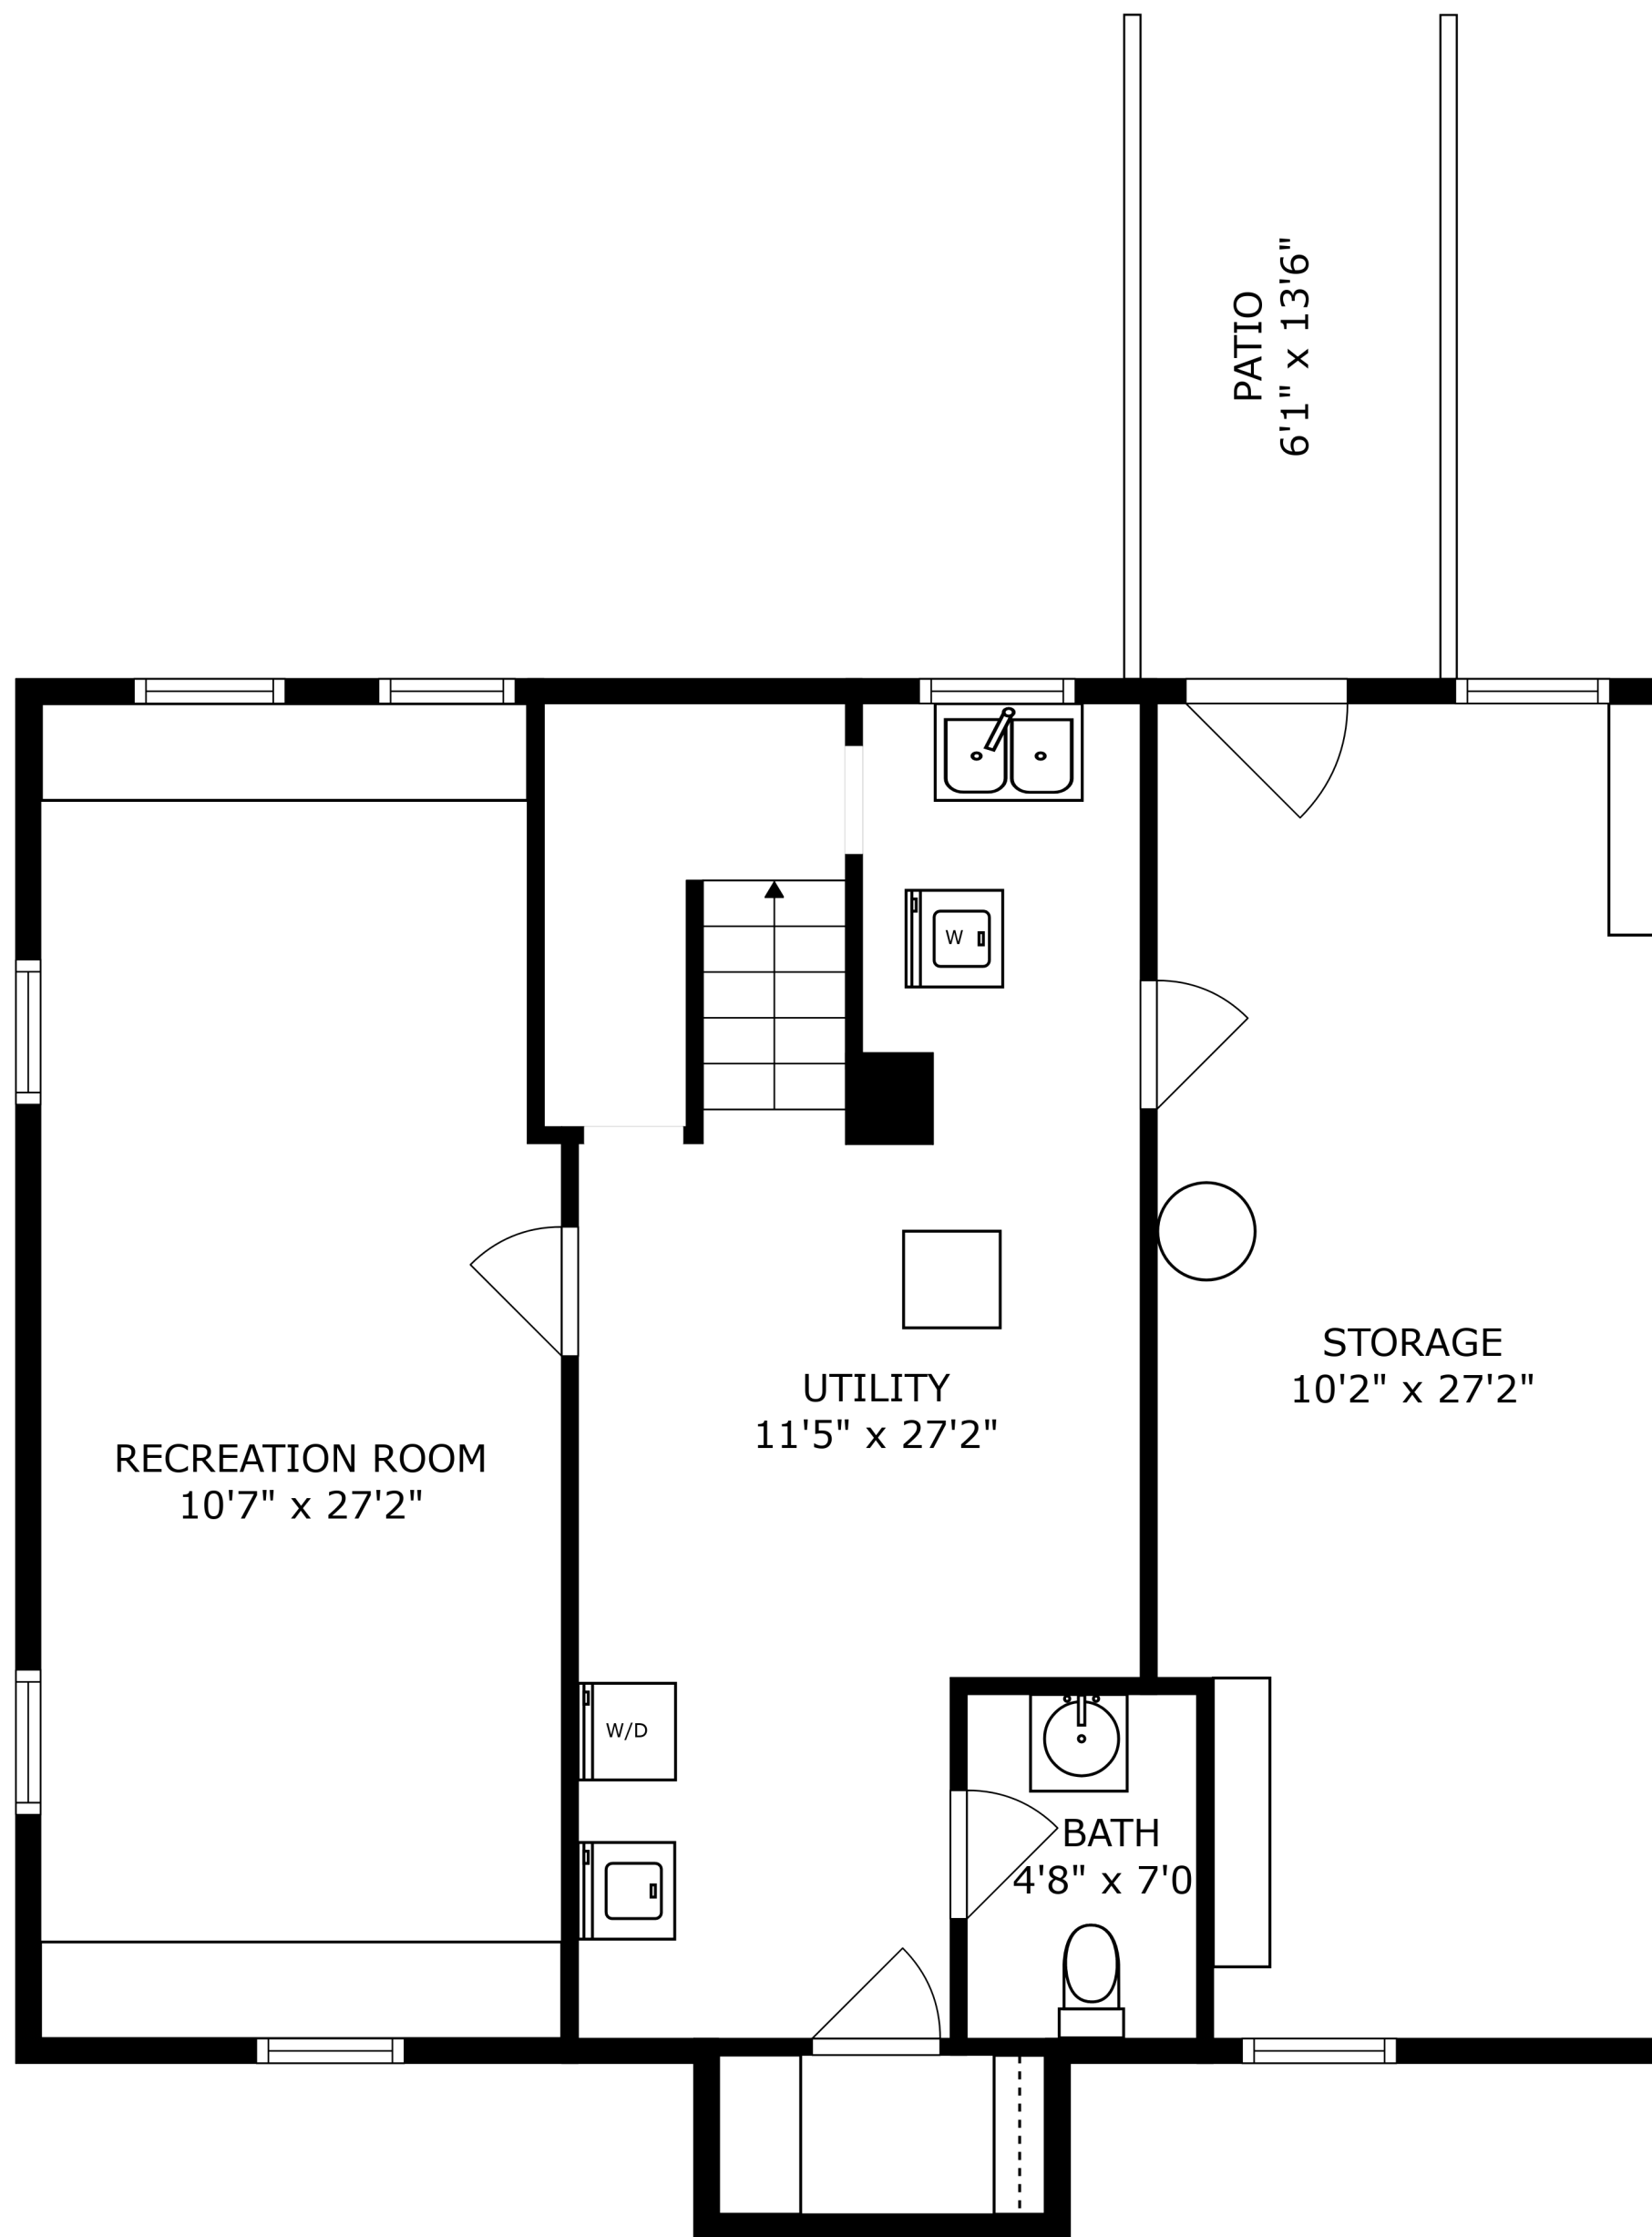 PATIO
6'1" x 13'6"
W
STORAGE
10'2" x 27'2"
UTILITY
11'5" x 27'2"
RECREATION ROOM
10'7" x 27'2"
W/D
BATH
4'8" x 7'0